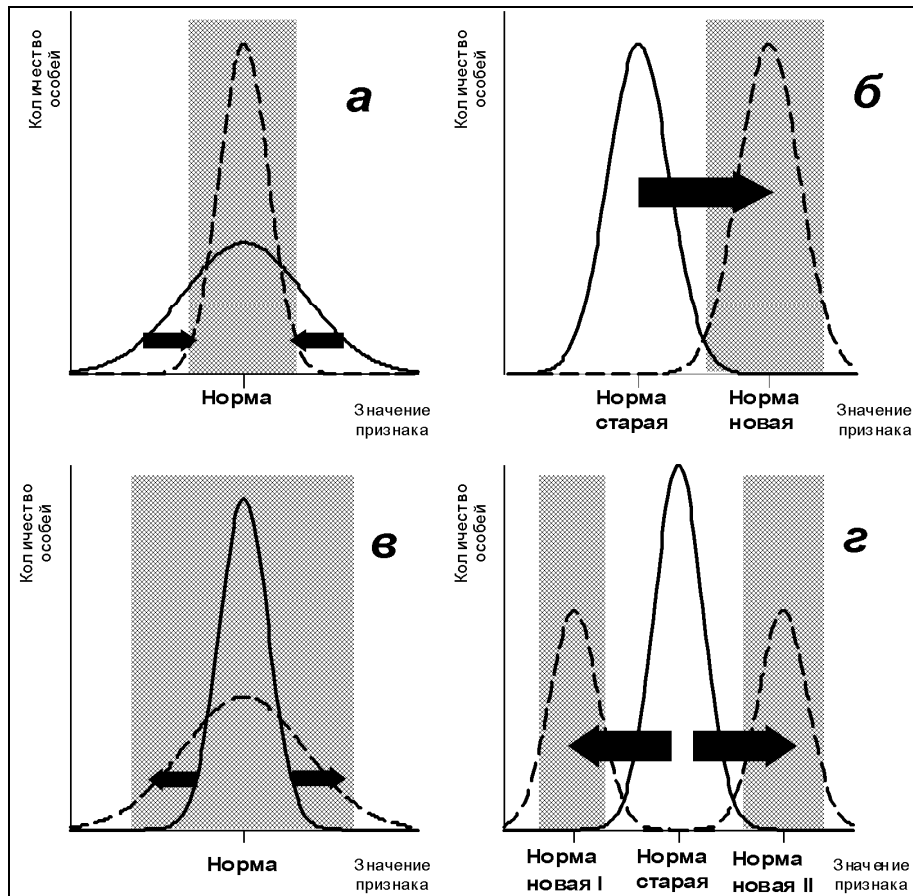 Количество
особей
а
Норма
Значение
признака
Количество
особей
б
Норма
старая
Норма
новая
Значение
признака
Количество
особей
в
Норма
Значение
признака
Количество
особей
г
Норма
новая I
Норма
старая
Норма
новая II
Значение
признака